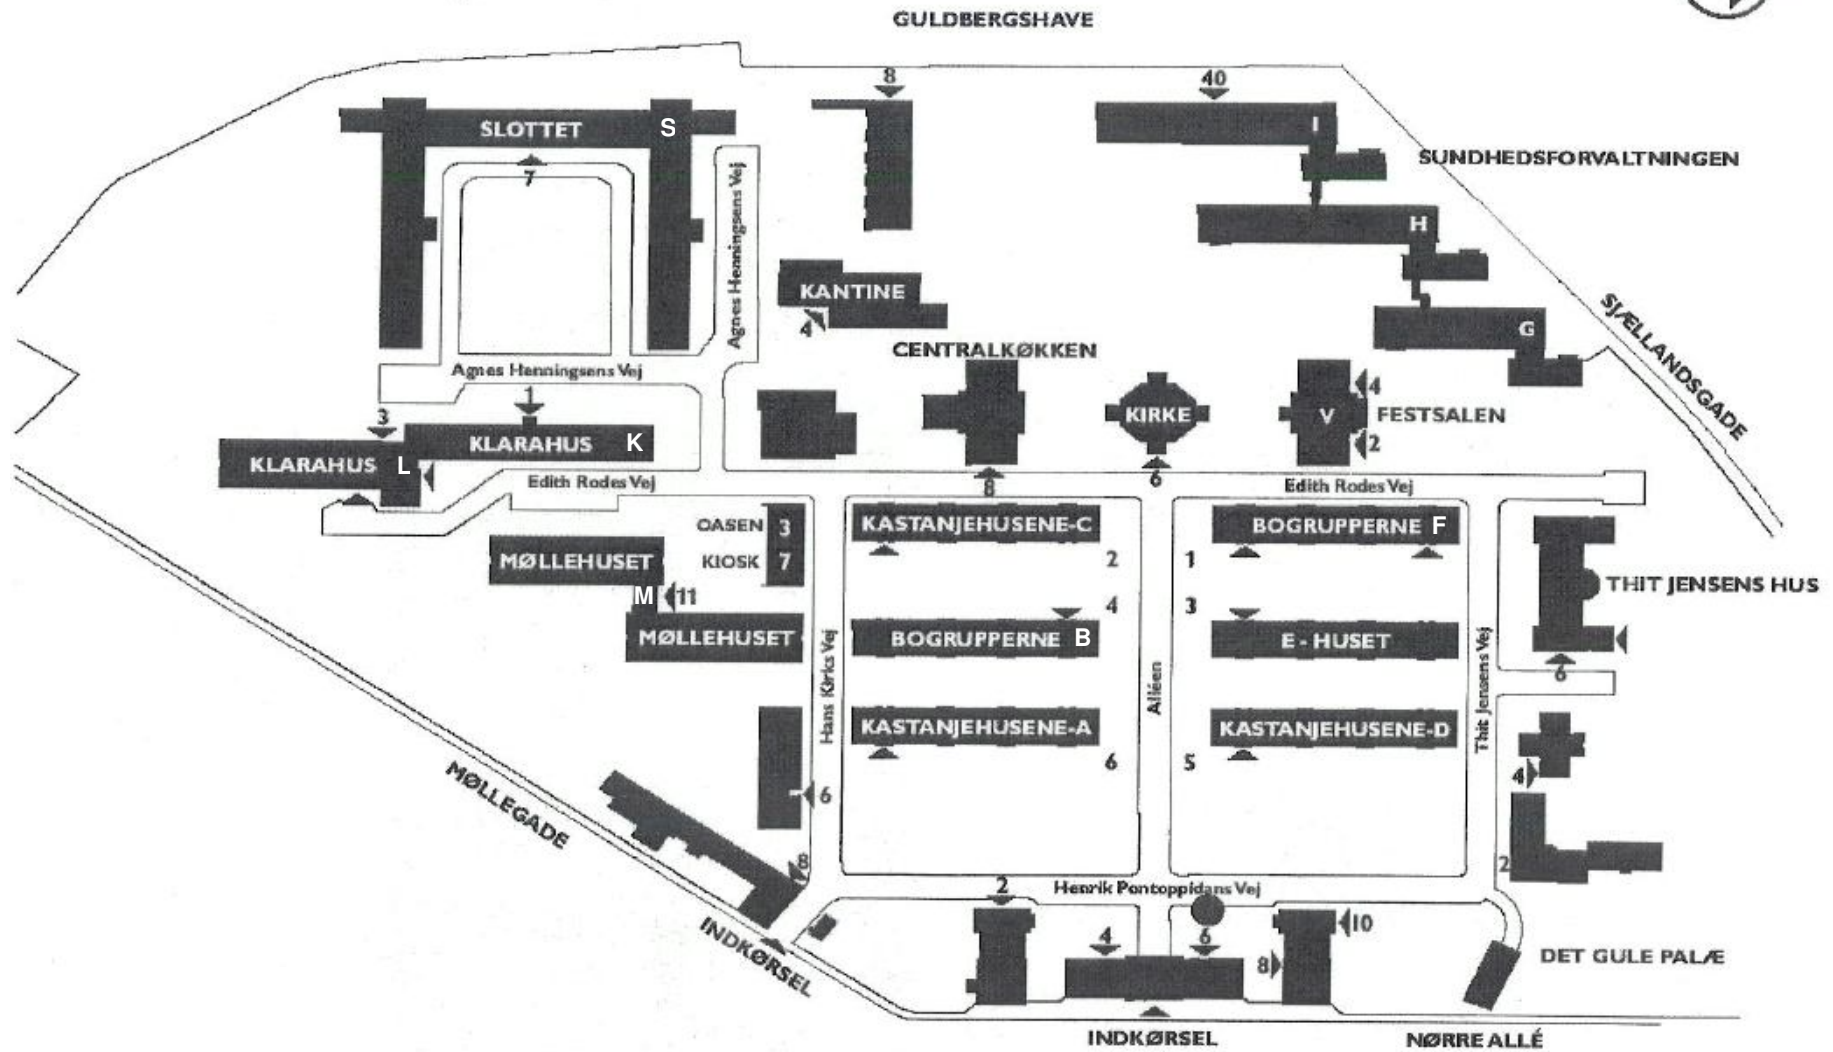 GULDBERGSHAVE
8
40
SLOTTET S
I
SUNDHEDSFORVALTNINGEN
7
Agnes Henningsens Vej
H
KANTINE
4
SJÆLLANDSGADE
G
CENTRALKØKKEN
Agnes Henningsens Vej
1
3
4
KIRKE
V
FESTSALEN
2
KLARAHUS K
KLARAHUS L
Edith Rodes Vej
8
6
Edith Rodes Vej
OASEN 3
KASTANJEHUSENE-C
BOGRUPPERNE F
MØLLEHUSET
KIOSK 7
2
1
THIT JENSENS HUS
M
11
4
3
MØLLEHUSET
BOGRUPPERNE B
E - HUSET
Hans Kirks Vej
Alléen
Thit Jensens Vej
6
KASTANJEHUSENE-A
KASTANJEHUSENE-D
6
5
4
MØLLEGADE
6
8
2
2
Henrik Pontoppidans Vej
INDKØRSEL
4
6
10
8
DET GULE PALÆ
INDKØRSEL
NØRRE ALLÉ